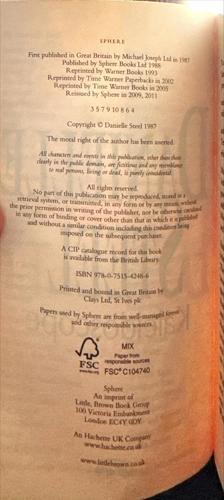 SPHERE
First published in Great Britain by Michael Joseph Ltd in 1987
Published by Sphere Books Ltd 1988
Reprinted by Warner Books 1993
Reprinted by Time Warner Paperbacks in 2002
Reprinted by Time Warner Books in 2005
Reissued by Sphere in 2009, 2011
3 5 7 9 10 8 6 4
Copyright © Danielle Steel 1987
The moral right of the author has been asserted.
All characters and events in this publication, other than those
clearly in the public domain, are fictitious and any resemblance
to real persons, living or dead, is purely coincidental.
All rights reserved.
No part of this publication may be reproduced, stored in a
retrieval system, or transmitted, in any form or by any means, without
the prior permission in writing of the publisher, nor be otherwise circulated
in any form of binding or cover other than that in which it is published
and without a similar condition including this condition being
imposed on the subsequent purchaser.
A CIP catalogue record for this book
is available from the British Library.
ISBN 978-0-7515-4248-6
Printed and bound in Great Britain by
Clays Ltd, St Ives plc
Papers used by Sphere are from well-managed forests
and other responsible sources.
FSC
www.fsc.org
MIX
Paper from
responsible sources
FSC® C104740
Sphere
An imprint of
Little, Brown Book Group
100 Victoria Embankment
London EC4Y 0DY
An Hachette UK Company
www.hachette.co.uk
www.littlebrown.co.uk